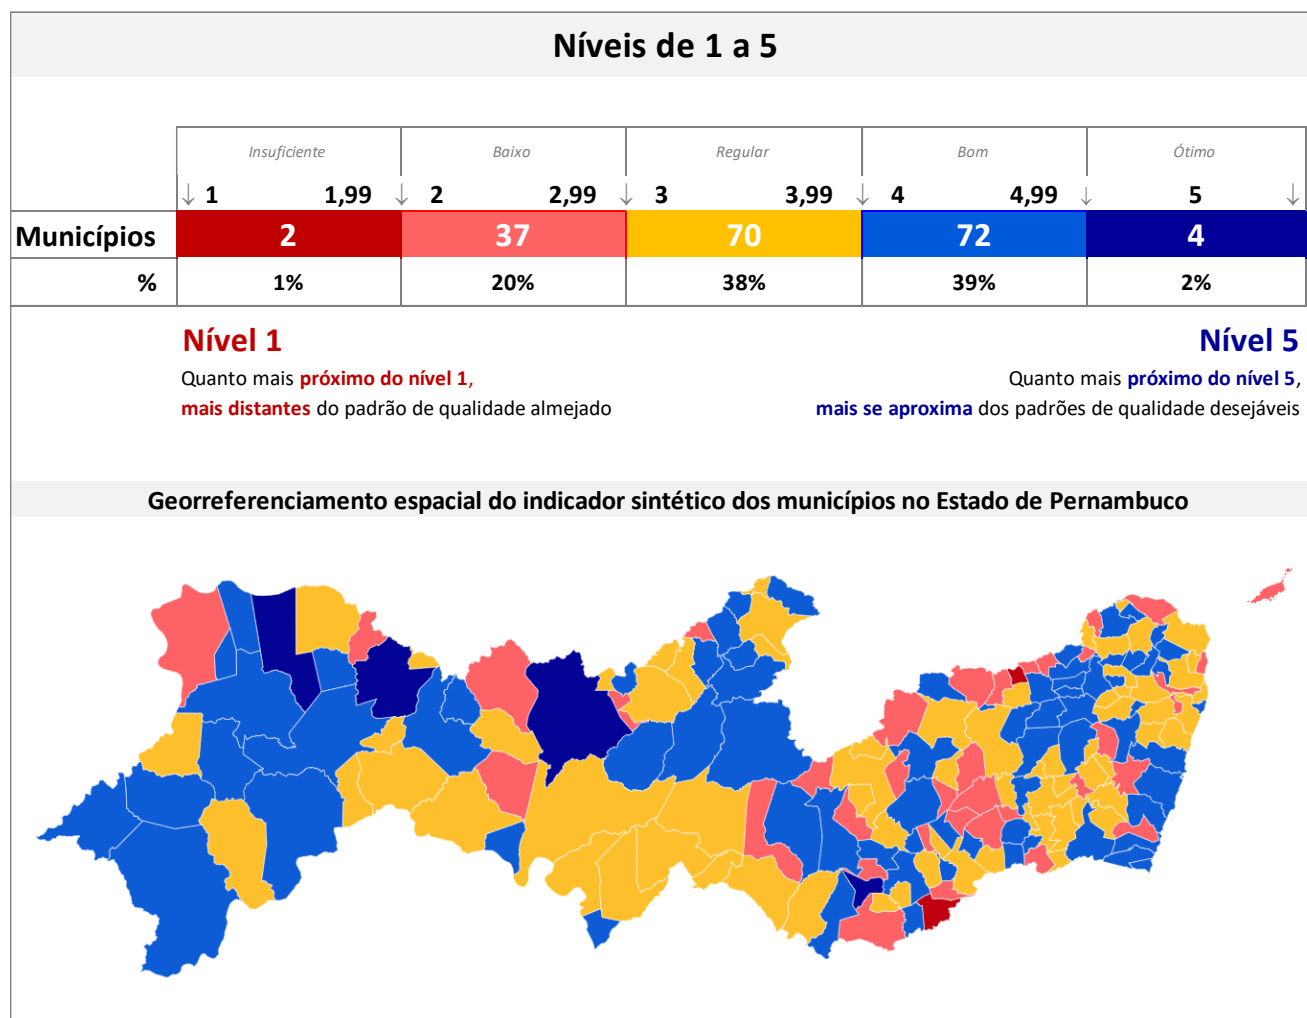 Níveis de 1 a 5
Insuficiente Baixo Regular Bom Ótimo
↓ 1 1,99 ↓ 2 2,99 ↓ 3 3,99 ↓ 4 4,99 ↓ 5 ↓
Municípios 2 37 70 72 4
% 1% 20% 38% 39% 2%
Nível 1 Nível 5
Quanto mais próximo do nível 1, Quanto mais próximo do nível 5,
mais distantes do padrão de qualidade almejado mais se aproxima dos padrões de qualidade desejáveis
Georreferenciamento espacial do indicador sintético dos municípios no Estado de Pernambuco